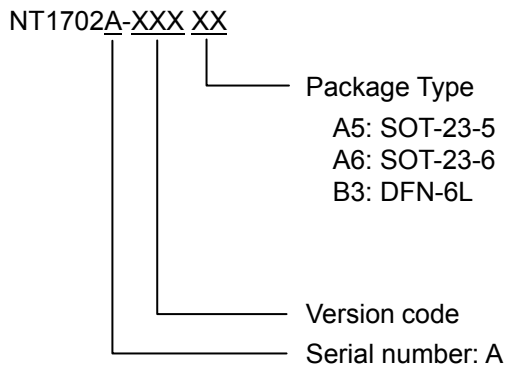 NT1702A-XXX XX
Package Type
A5: SOT-23-5
A6: SOT-23-6
B3: DFN-6L
Version code
Serial number: A